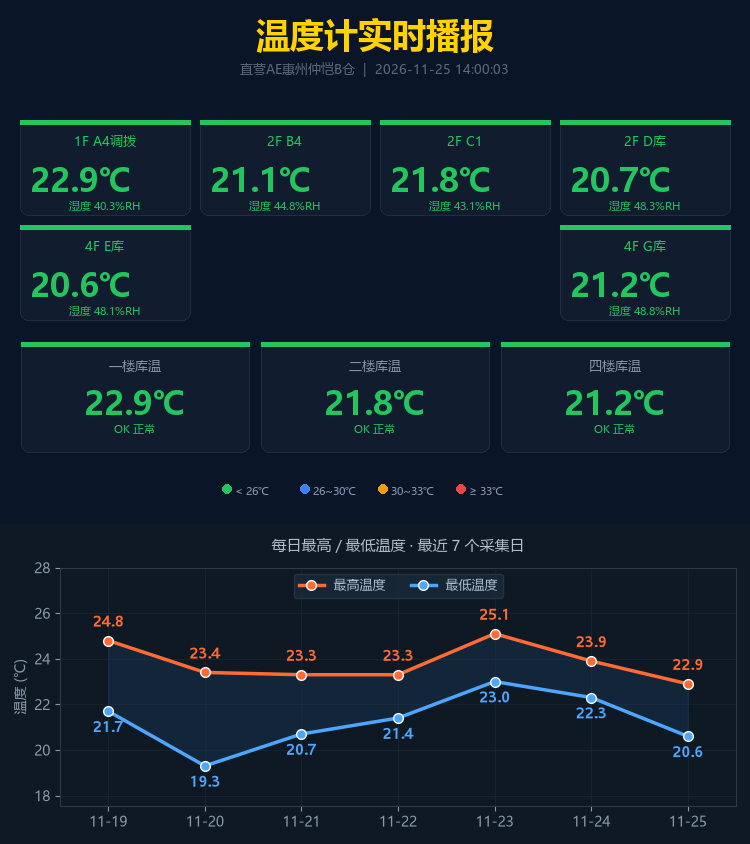 温度计实时播报
直营AE惠州仲恺B仓 | 2026-11-25 14:00:03
1F A4调拨
22.9℃
湿度 40.3%RH
2F B4
21.1℃
湿度 44.8%RH
2F C1
21.8℃
湿度 43.1%RH
2F D库
20.7℃
湿度 48.3%RH
4F E库
20.6℃
湿度 48.1%RH
4F G库
21.2℃
湿度 48.8%RH
一楼库温
22.9℃
OK 正常
二楼库温
21.8℃
OK 正常
四楼库温
21.2℃
OK 正常
< 26℃
26~30℃
30~33℃
≥ 33℃
每日最高 / 最低温度 · 最近 7 个采集日
最高温度
最低温度
温度 (℃)
28
26
24
22
20
18
24.8
23.4
23.3
23.3
25.1
23.9
22.9
21.7
19.3
20.7
21.4
23.0
22.3
20.6
11-19
11-20
11-21
11-22
11-23
11-24
11-25